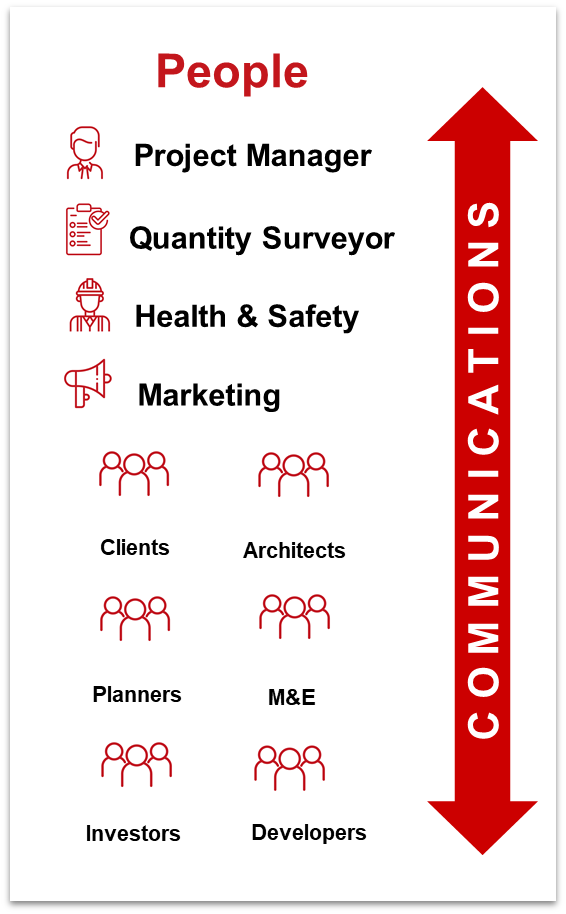 People
Project Manager
Quantity Surveyor
Health & Safety
Marketing
Clients
Architects
Planners
M&E
Investors
Developers
COMMUNICATIONS